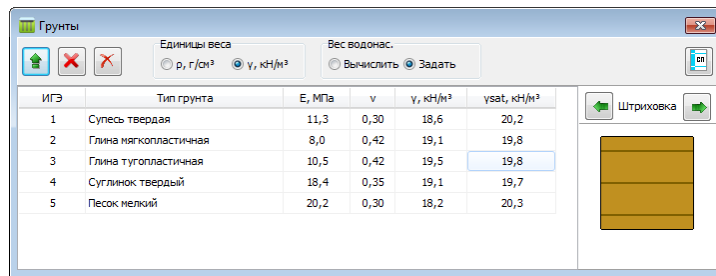 Грунты
Единицы веса
ρ, г/см³ γ, кН/м³
Вес водонас.
Вычислить Задать
СП
ИГЭ Тип грунта E, МПа ν γ, кН/м³ γsat, кН/м³
1 Супесь твердая 11,3 0,30 18,6 20,2
2 Глина мягкопластичная 8,0 0,42 19,1 19,8
3 Глина тугопластичная 10,5 0,42 19,5 19,8
4 Суглинок твердый 18,4 0,35 19,1 19,7
5 Песок мелкий 20,2 0,30 18,2 20,3
Штриховка